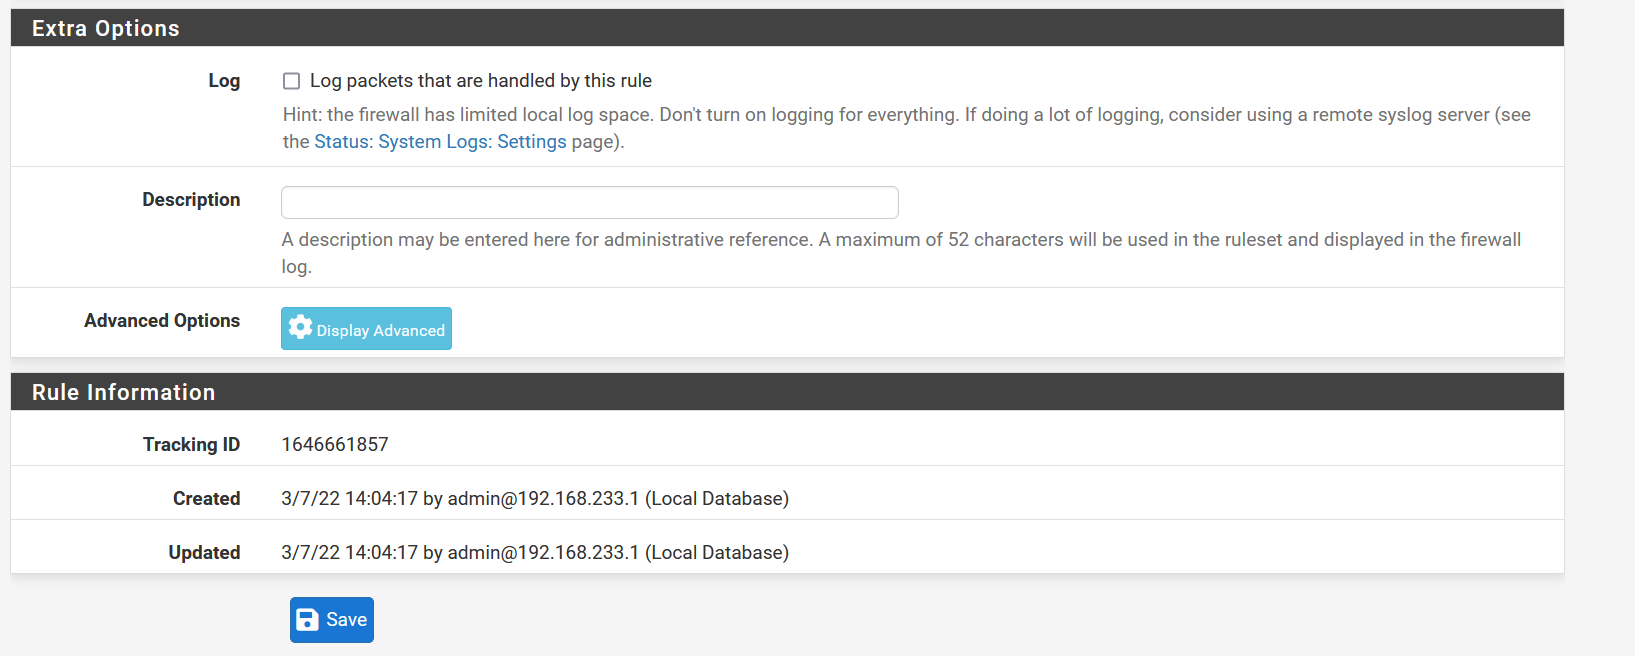 Extra Options
Log
Log packets that are handled by this rule
Hint: the firewall has limited local log space. Don't turn on logging for everything. If doing a lot of logging, consider using a remote syslog server (see
the Status: System Logs: Settings page).
Description
A description may be entered here for administrative reference. A maximum of 52 characters will be used in the ruleset and displayed in the firewall
log.
Advanced Options
Display Advanced
Rule Information
Tracking ID 1646661857
Created 3/7/22 14:04:17 by admin@192.168.233.1 (Local Database)
Updated 3/7/22 14:04:17 by admin@192.168.233.1 (Local Database)
Save